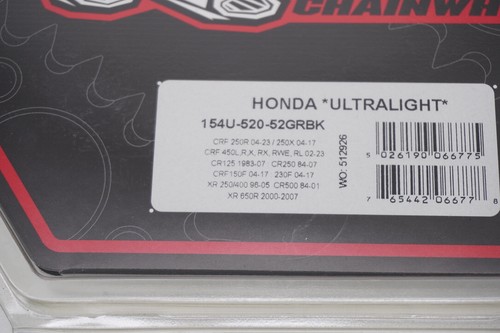 CHAINWH
HONDA *ULTRALIGHT*
154U-520-52GRBK
CRF 250R 04-23 / 250X 04-17
CRF 450L,R,X, RX, RWE, RL 02-23
CR125 1983-07 CR250 84-07
CRF150F 04-17 230F 04-17
XR 250/400 96-05 CR500 84-01
XR 650R 2000-2007
WO: 512926
5 026190 066775
7 65442 06677 8